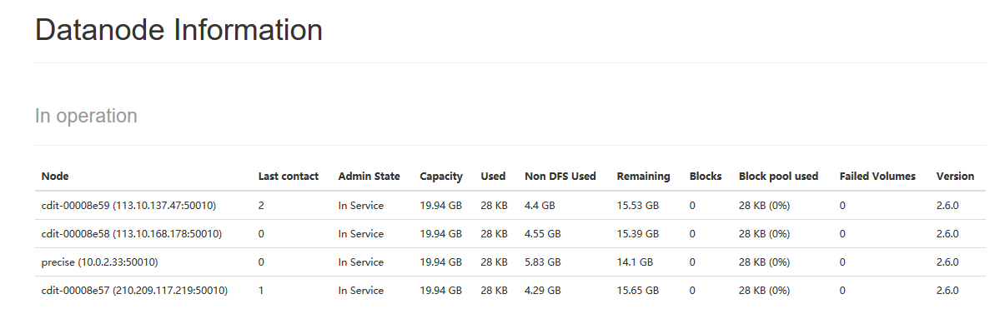 Datanode Information
In operation
Node Last contact Admin State Capacity Used Non DFS Used Remaining Blocks Block pool used Failed Volumes Version
cdit-00008e59 (113.10.137.47:50010) 2 In Service 19.94 GB 28 KB 4.4 GB 15.53 GB 0 28 KB (0%) 0 2.6.0
cdit-00008e58 (113.10.168.178:50010) 0 In Service 19.94 GB 28 KB 4.55 GB 15.39 GB 0 28 KB (0%) 0 2.6.0
precise (10.0.2.33:50010) 0 In Service 19.94 GB 28 KB 5.83 GB 14.1 GB 0 28 KB (0%) 0 2.6.0
cdit-00008e57 (210.209.117.219:50010) 1 In Service 19.94 GB 28 KB 4.29 GB 15.65 GB 0 28 KB (0%) 0 2.6.0